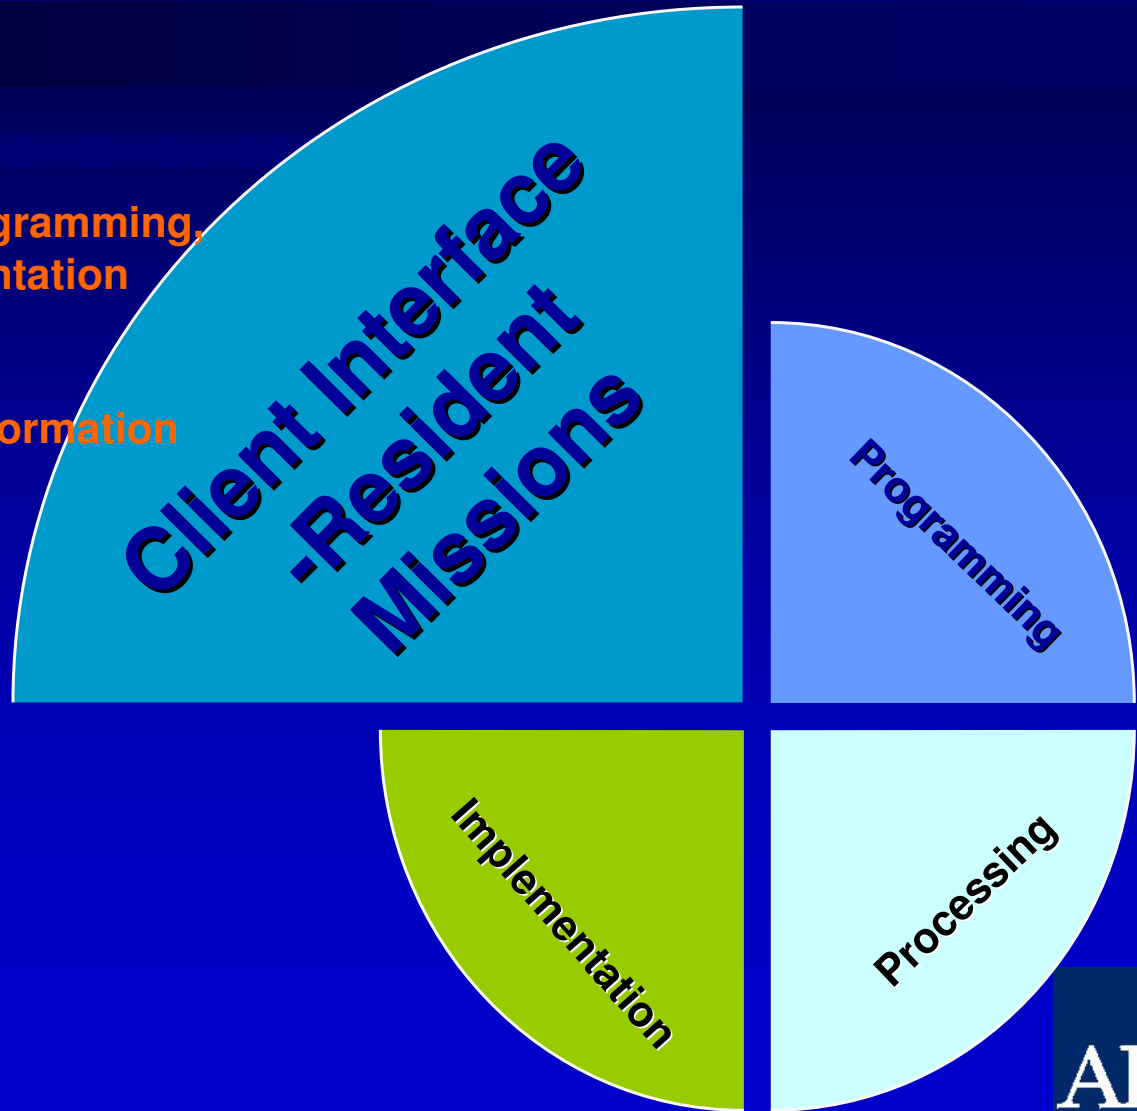 gramming,
ntation
ormation
Client Interface
-Resident
Missions
Programming
Implementation
Processing